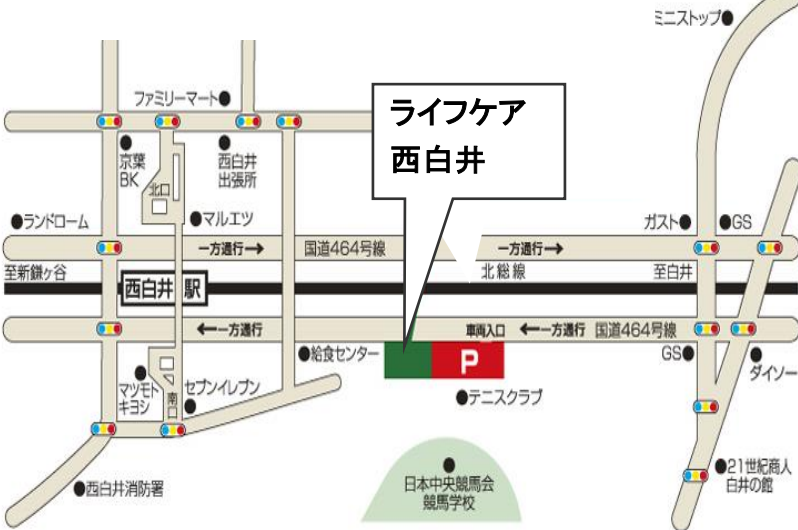 ミニストップ
ファミリーマート
ライフケア
西白井
京葉
BK
西白井
出張所
北口
ランドローム
マルエツ
ガスト
GS
一方通行→
国道464号線
一方通行→
至新鎌ヶ谷
北総線
至白井
西白井駅
←一方通行
車両入口
←一方通行
国道464号線
給食センター
P
GS
ダイソー
マツモト
キヨシ
セブンイレブン
南口
テニスクラブ
西白井消防署
日本中央競馬会
競馬学校
21世紀商人
白井の館